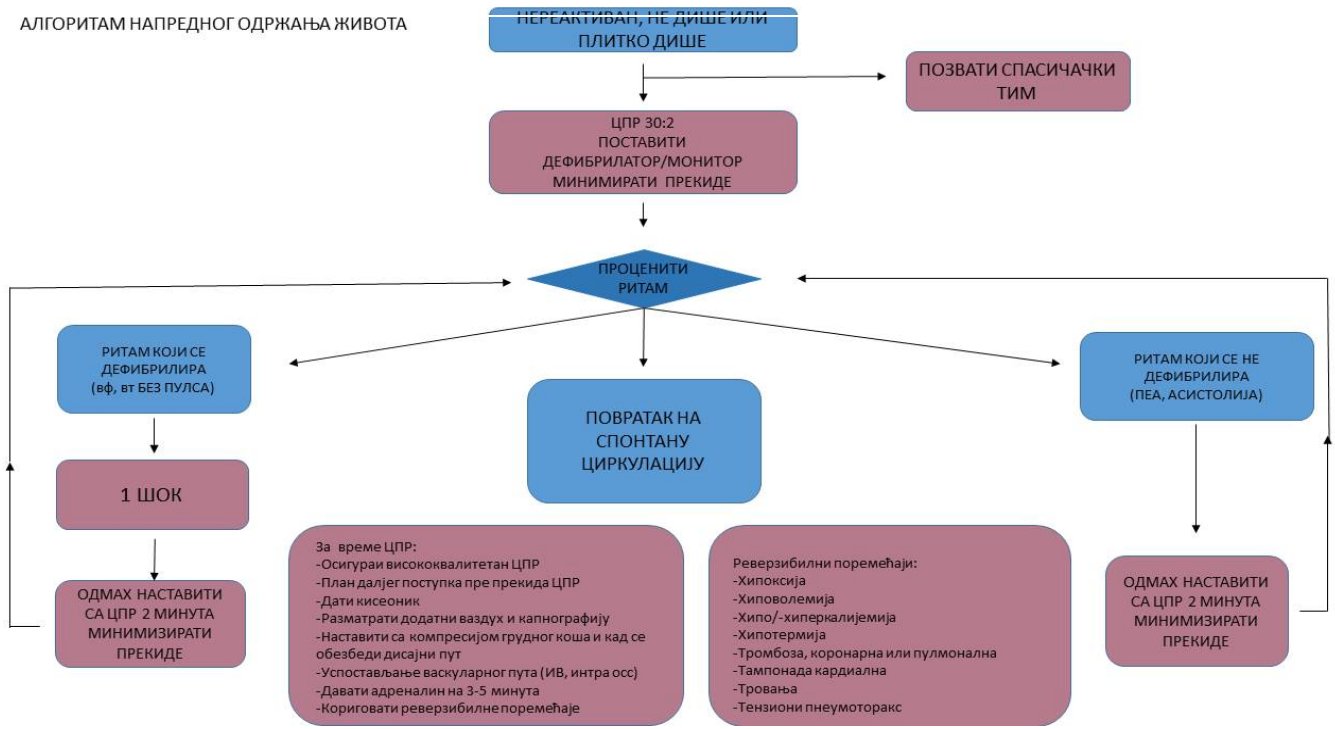 АЛГОРИТАМ НАПРЕДНОГ ОДРЖАЊА ЖИВОТА
НЕРЕАКТИВАН, НЕ ДИШЕ ИЛИ
ПЛИТКО ДИШЕ
ПОЗВАТИ СПАСИЧАЧКИ
ТИМ
ЦПР 30:2
ПОСТАВИТИ
ДЕФИБРИЛАТОР/МОНИТОР
МИНИМИРАТИ ПРЕКИДЕ
ПРОЦЕНИТИ
РИТАМ
РИТАМ КОЈИ СЕ
ДЕФИБРИЛИРА
(вф, вт БЕЗ ПУЛСА)
ПОВРАТАК НА
СПОНТАНУ
ЦИРКУЛАЦИЈУ
РИТАМ КОЈИ СЕ НЕ
ДЕФИБРИЛИРА
(ПЕА, АСИСТОЛИЈА)
1 ШОК
ОДМАХ НАСТАВИТИ
СА ЦПР 2 МИНУТА
МИНИМИЗИРАТИ
ПРЕКИДЕ
За време ЦПР:
-Осигураи висококвалитетан ЦПР
-План даљег поступка пре прекида ЦПР
-Дати кисеоник
-Разматрати додатни ваздух и капнографију
-Наставити са компресијом грудног коша и кад се
обезбеди дисајни пут
-Успостављање васкуларног пута (ИВ, интра осс)
-Давати адреналин на 3-5 минута
-Кориговати реверзибилне поремећаје
Реверзибилни поремећаји:
-Хипоксија
-Хиповолемија
-Хипо/-хиперкалијемија
-Хипотермија
-Тромбоза, коронарна или пулмонална
-Тампонада кардиална
-Тровања
-Тензиони пнеумоторакс
ОДМАХ НАСТАВИТИ
СА ЦПР 2 МИНУТА
МИНИМИЗИРАТИ
ПРЕКИДЕ